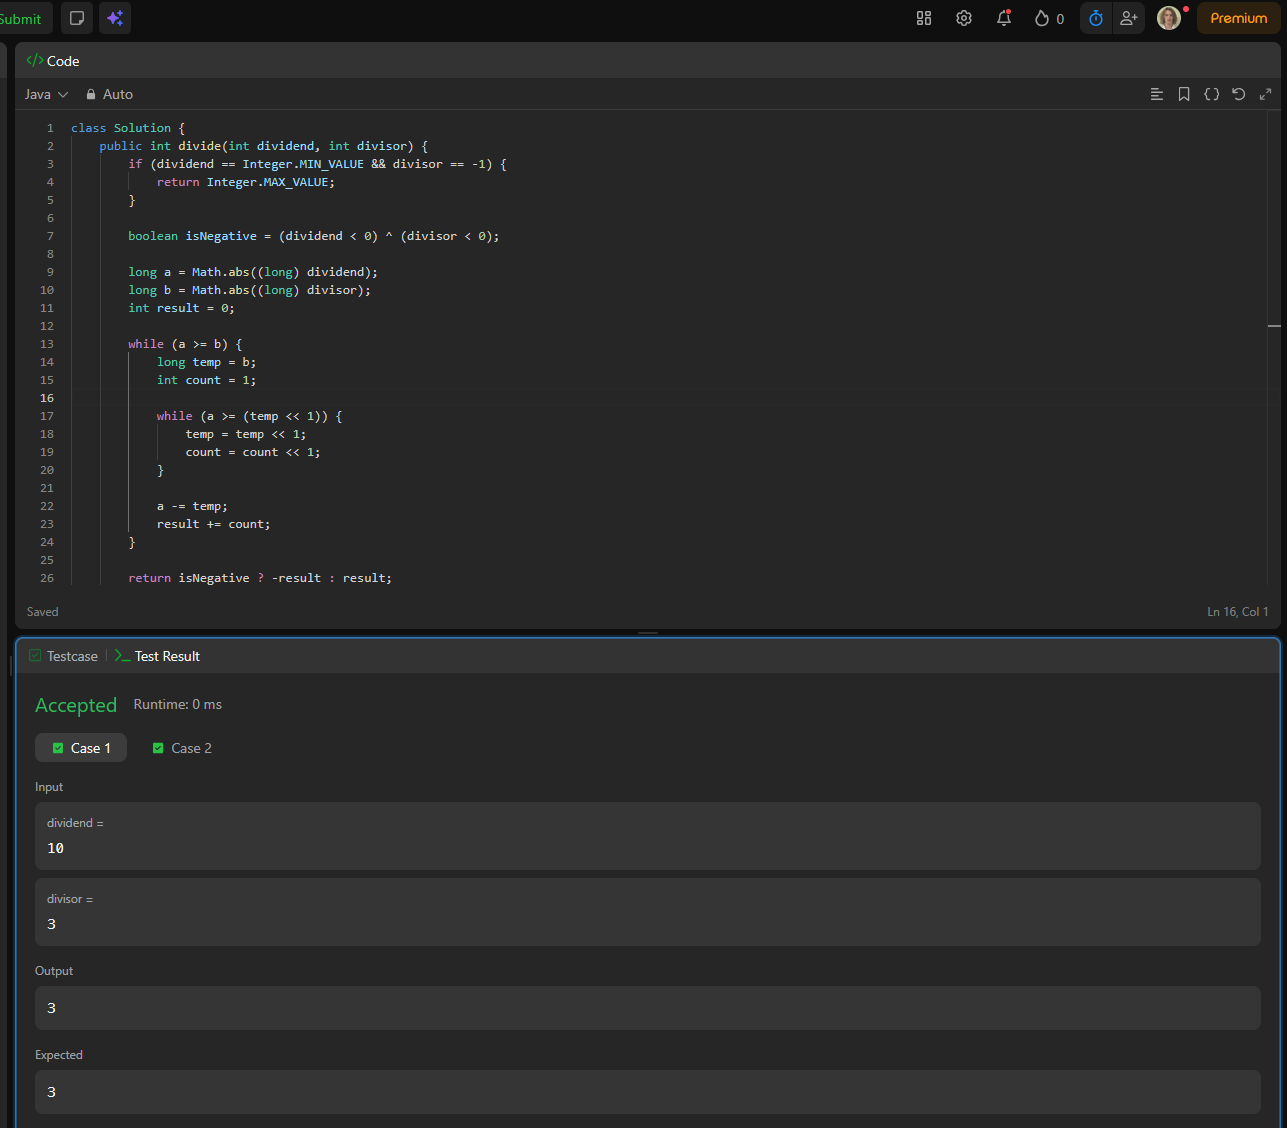 Submit
0
Premium
</> Code
Java
Auto
1 class Solution {
2 public int divide(int dividend, int divisor) {
3 if (dividend == Integer.MIN_VALUE && divisor == -1) {
4 return Integer.MAX_VALUE;
5 }
6
7 boolean isNegative = (dividend < 0) ^ (divisor < 0);
8
9 long a = Math.abs((long) dividend);
10 long b = Math.abs((long) divisor);
11 int result = 0;
12
13 while (a >= b) {
14 long temp = b;
15 int count = 1;
16
17 while (a >= (temp << 1)) {
18 temp = temp << 1;
19 count = count << 1;
20 }
21
22 a -= temp;
23 result += count;
24 }
25
26 return isNegative ? -result : result;
Saved
Ln 16, Col 1
Testcase
Test Result
Accepted
Runtime: 0 ms
Case 1
Case 2
Input
dividend =
10
divisor =
3
Output
3
Expected
3